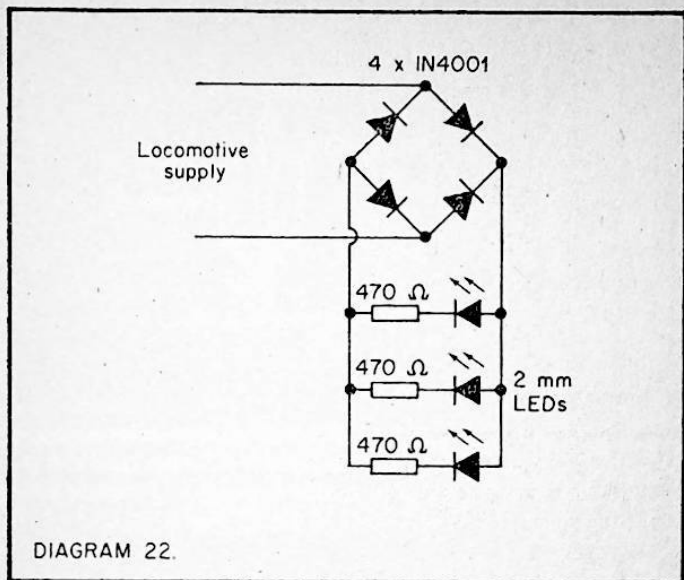 4 x IN4001
Locomotive
supply
470 Ω
470 Ω
2 mm
LEDs
470 Ω
DIAGRAM 22.